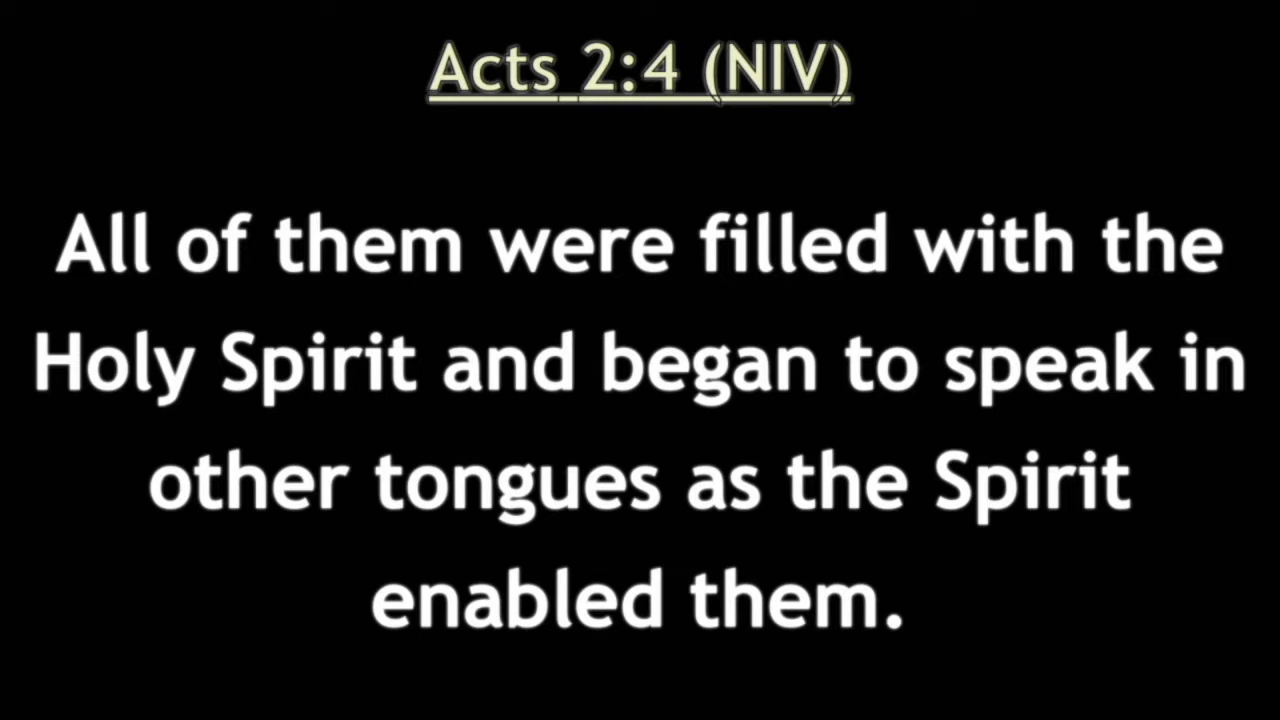 Acts 2:4 (NIV)
All of them were filled with the
Holy Spirit and began to speak in
other tongues as the Spirit
enabled them.